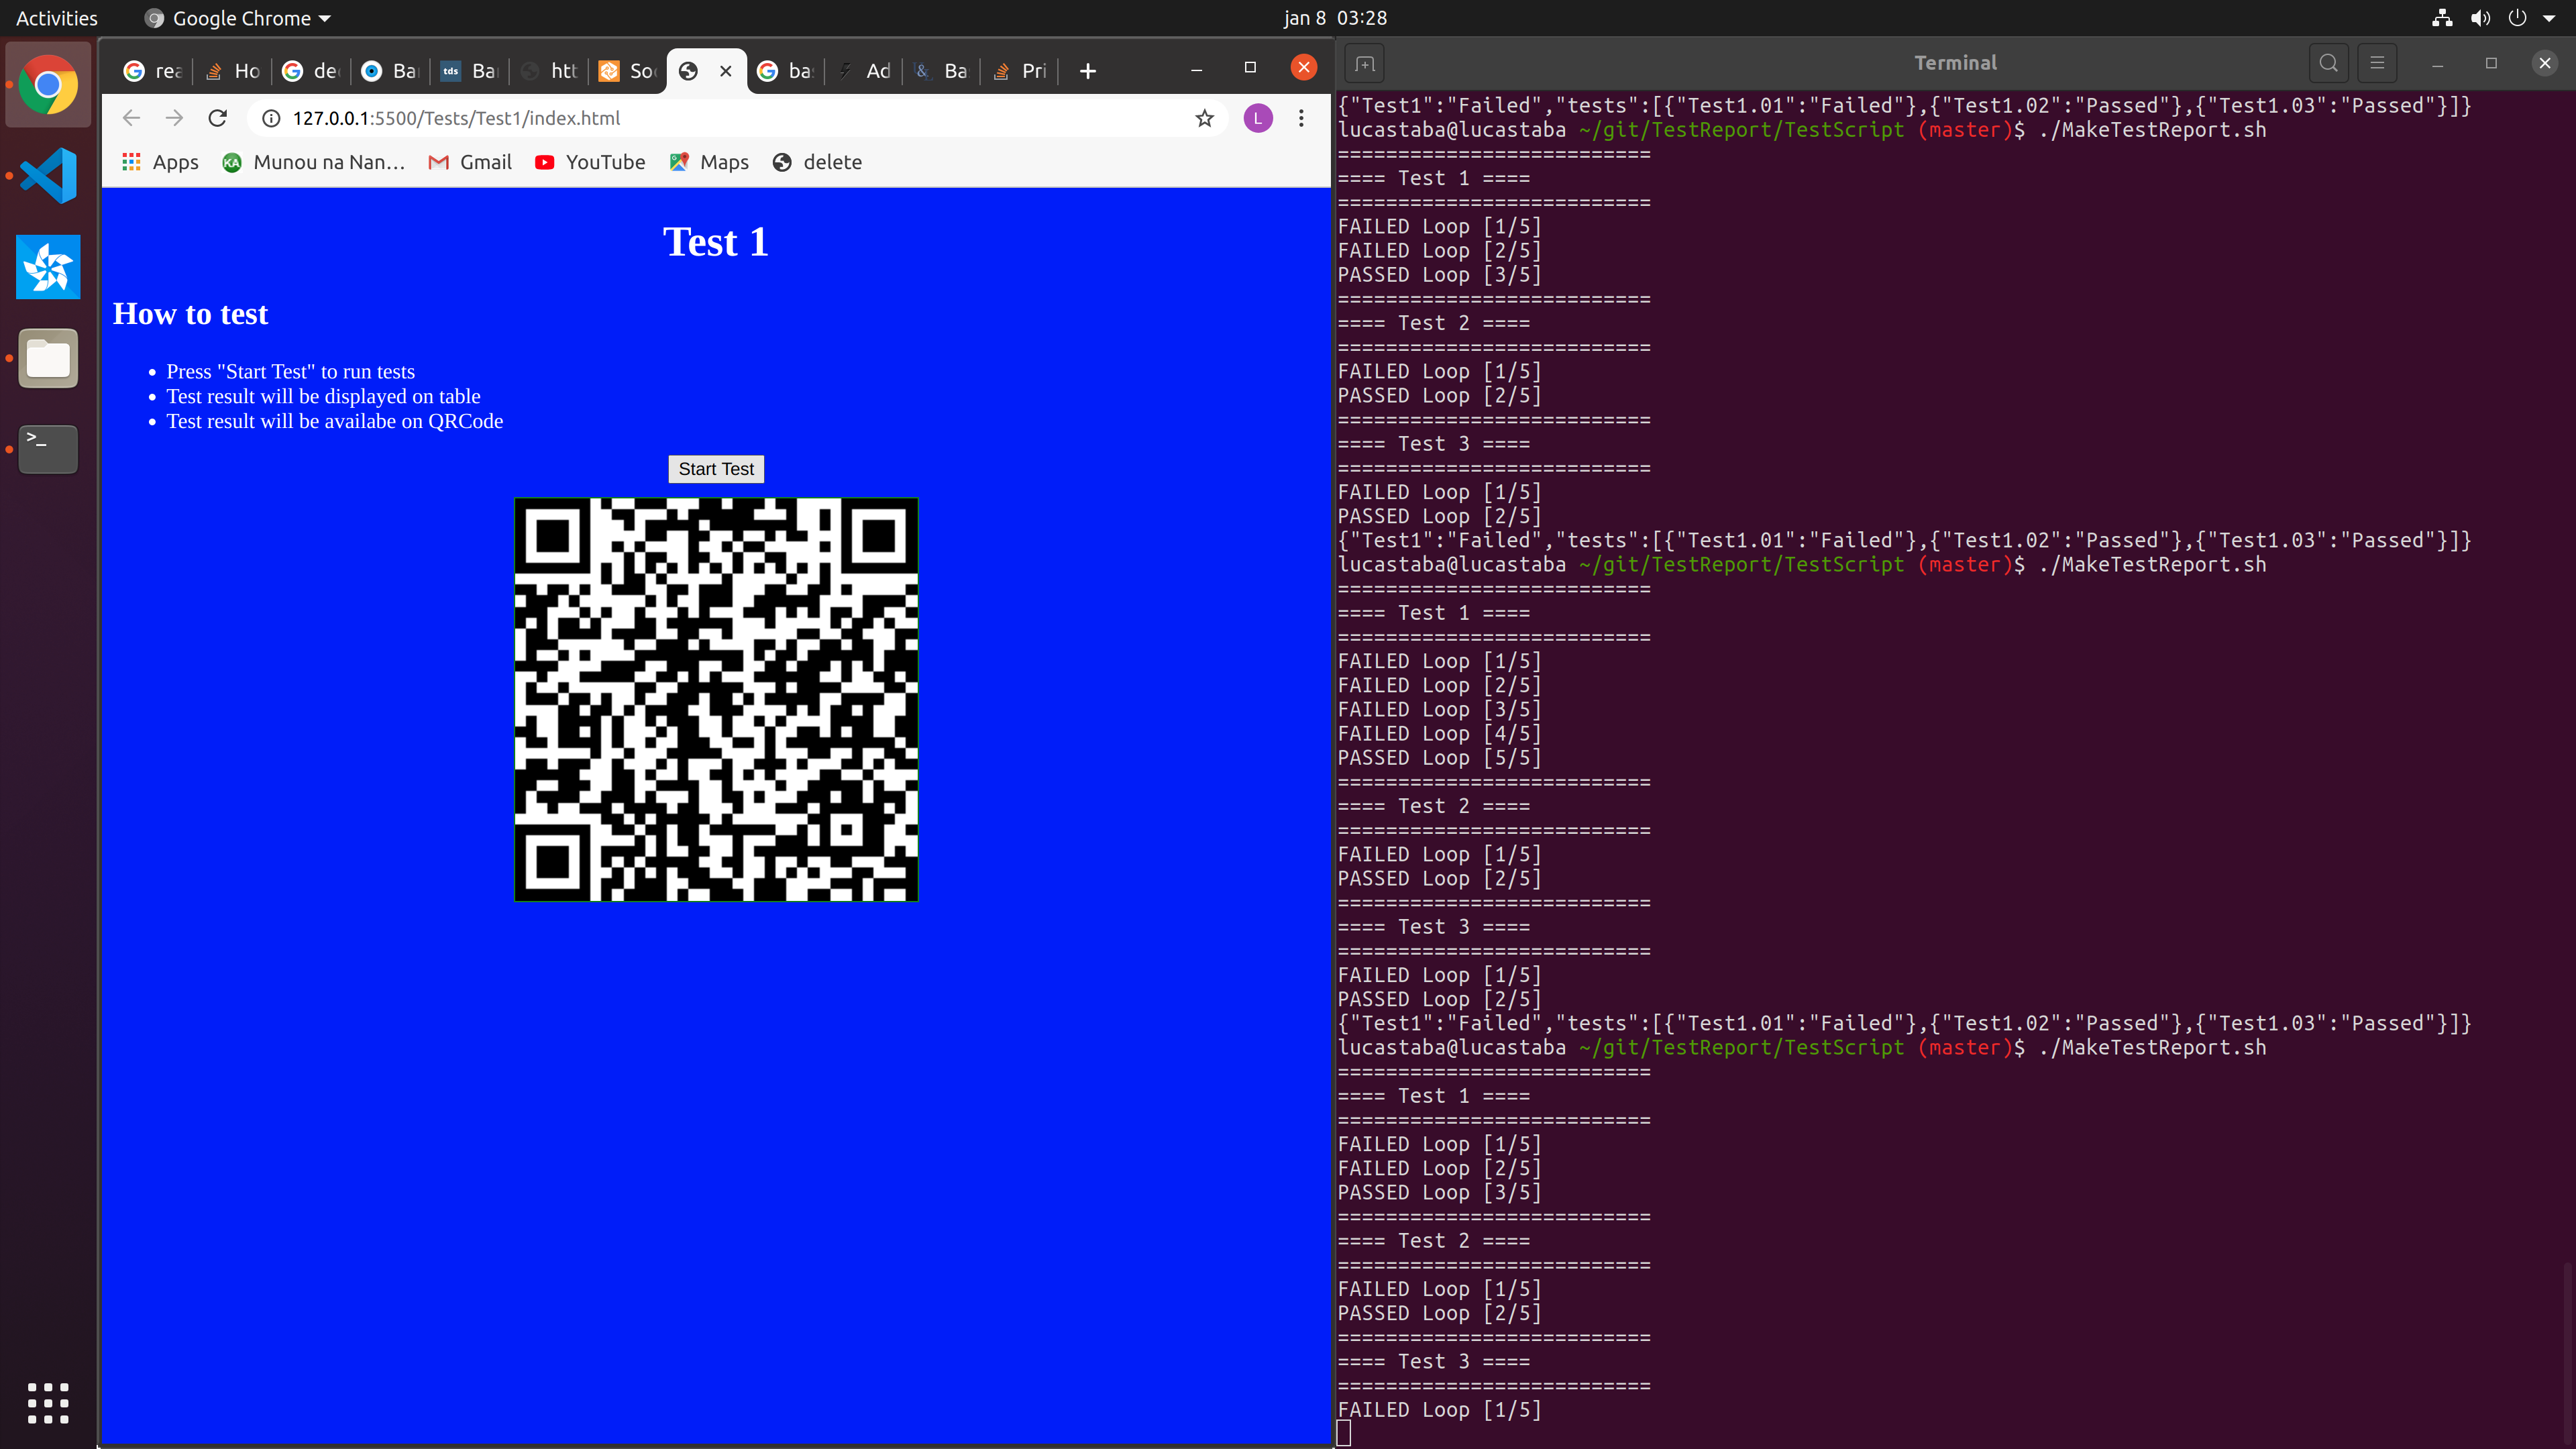 Activities
Google Chrome
jan 8 03:28
rea
Ho
de
Ba
tds Ba
htt
Soc
bas
Ad
Ba
Pri
127.0.0.1:5500/Tests/Test1/index.html
L
Apps
KA Munou na Nan...
Gmail
YouTube
Maps
delete
Test 1
How to test
• Press "Start Test" to run tests
• Test result will be displayed on table
• Test result will be availabe on QRCode
Start Test
Terminal
{"Test1":"Failed","tests":[{"Test1.01":"Failed"},{"Test1.02":"Passed"},{"Test1.03":"Passed"}]}
lucastaba@lucastaba ~/git/TestReport/TestScript (master)$ ./MakeTestReport.sh
==========================
==== Test 1 ====
==========================
FAILED Loop [1/5]
FAILED Loop [2/5]
PASSED Loop [3/5]
==========================
==== Test 2 ====
==========================
FAILED Loop [1/5]
PASSED Loop [2/5]
==========================
==== Test 3 ====
==========================
FAILED Loop [1/5]
PASSED Loop [2/5]
{"Test1":"Failed","tests":[{"Test1.01":"Failed"},{"Test1.02":"Passed"},{"Test1.03":"Passed"}]}
lucastaba@lucastaba ~/git/TestReport/TestScript (master)$ ./MakeTestReport.sh
==========================
==== Test 1 ====
==========================
FAILED Loop [1/5]
FAILED Loop [2/5]
FAILED Loop [3/5]
FAILED Loop [4/5]
PASSED Loop [5/5]
==========================
==== Test 2 ====
==========================
FAILED Loop [1/5]
PASSED Loop [2/5]
==========================
==== Test 3 ====
==========================
FAILED Loop [1/5]
PASSED Loop [2/5]
{"Test1":"Failed","tests":[{"Test1.01":"Failed"},{"Test1.02":"Passed"},{"Test1.03":"Passed"}]}
lucastaba@lucastaba ~/git/TestReport/TestScript (master)$ ./MakeTestReport.sh
==========================
==== Test 1 ====
==========================
FAILED Loop [1/5]
FAILED Loop [2/5]
PASSED Loop [3/5]
==========================
==== Test 2 ====
==========================
FAILED Loop [1/5]
PASSED Loop [2/5]
==========================
==== Test 3 ====
==========================
FAILED Loop [1/5]